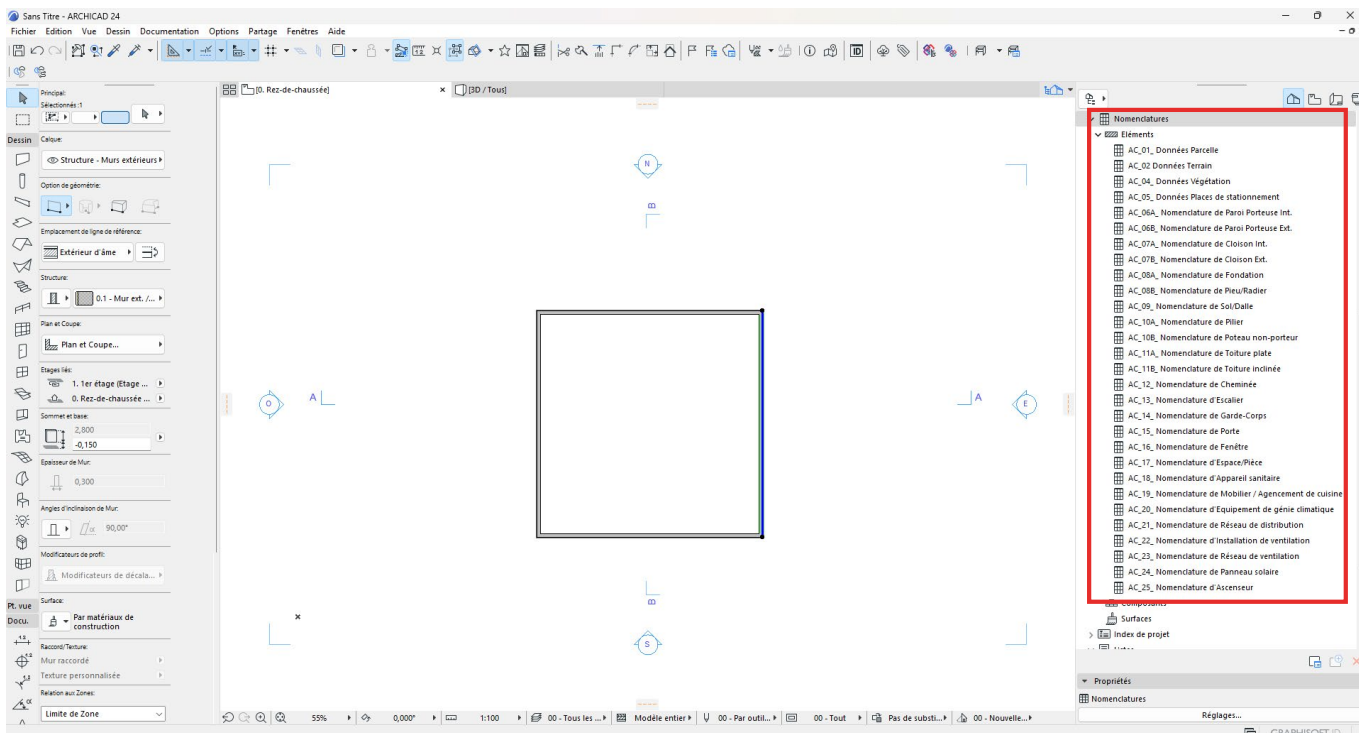 Sans Titre - ARCHICAD 24
Fichier Edition Vue Dessin Documentation Options Partage Fenêtres Aide
Principal:
Sélectionnés :1
Dessin
Calque:
Structure - Murs extérieurs
Option de géométrie:
Emplacement de ligne de référence:
Extérieur d'âme
Structure:
0.1 - Mur ext. /...
Plan et Coupe:
Plan et Coupe...
Etages liés:
1. 1er étage (Etage ...
0. Rez-de-chaussée ...
Sommet et base:
2,800
-0,150
Epaisseur de Mur:
0,300
Angles d'inclinaison de Mur:
90,00°
Modificateurs de profil:
Modificateurs de décala...
Pt. vue
Surface:
Docu.
Par matériaux de
construction
Raccord/Texture:
Mur raccordé
Texture personnalisée
Relation aux Zones:
Limite de Zone
[0. Rez-de-chaussée]
[3D / Tous]
N
B
O
A
A
E
B
S
55%
0,000°
1:100
00 - Tous les ...
Modèle entier
00 - Par outil...
00 - Tout
Pas de substi...
00 - Nouvelle...
Nomenclatures
Eléments
AC_01_ Données Parcelle
AC_02 Données Terrain
AC_04_ Données Végétation
AC_05_ Données Places de stationnement
AC_06A_ Nomenclature de Paroi Porteuse Int.
AC_06B_ Nomenclature de Paroi Porteuse Ext.
AC_07A_ Nomenclature de Cloison Int.
AC_07B_ Nomenclature de Cloison Ext.
AC_08A_ Nomenclature de Fondation
AC_08B_ Nomenclature de Pieu/Radier
AC_09_ Nomenclature de Sol/Dalle
AC_10A_ Nomenclature de Pilier
AC_10B_ Nomenclature de Poteau non-porteur
AC_11A_ Nomenclature de Toiture plate
AC_11B_ Nomenclature de Toiture inclinée
AC_12_ Nomenclature de Cheminée
AC_13_ Nomenclature d'Escalier
AC_14_ Nomenclature de Garde-Corps
AC_15_ Nomenclature de Porte
AC_16_ Nomenclature de Fenêtre
AC_17_ Nomenclature d'Espace/Pièce
AC_18_ Nomenclature d'Appareil sanitaire
AC_19_ Nomenclature de Mobilier / Agencement de cuisine
AC_20_ Nomenclature d'Equipement de génie climatique
AC_21_ Nomenclature de Réseau de distribution
AC_22_ Nomenclature d'Installation de ventilation
AC_23_ Nomenclature de Réseau de ventilation
AC_24_ Nomenclature de Panneau solaire
AC_25_ Nomenclature d'Ascenseur
Composants
Surfaces
Index de projet
Propriétés
Nomenclatures
Réglages...
GRAPHISOFT ID